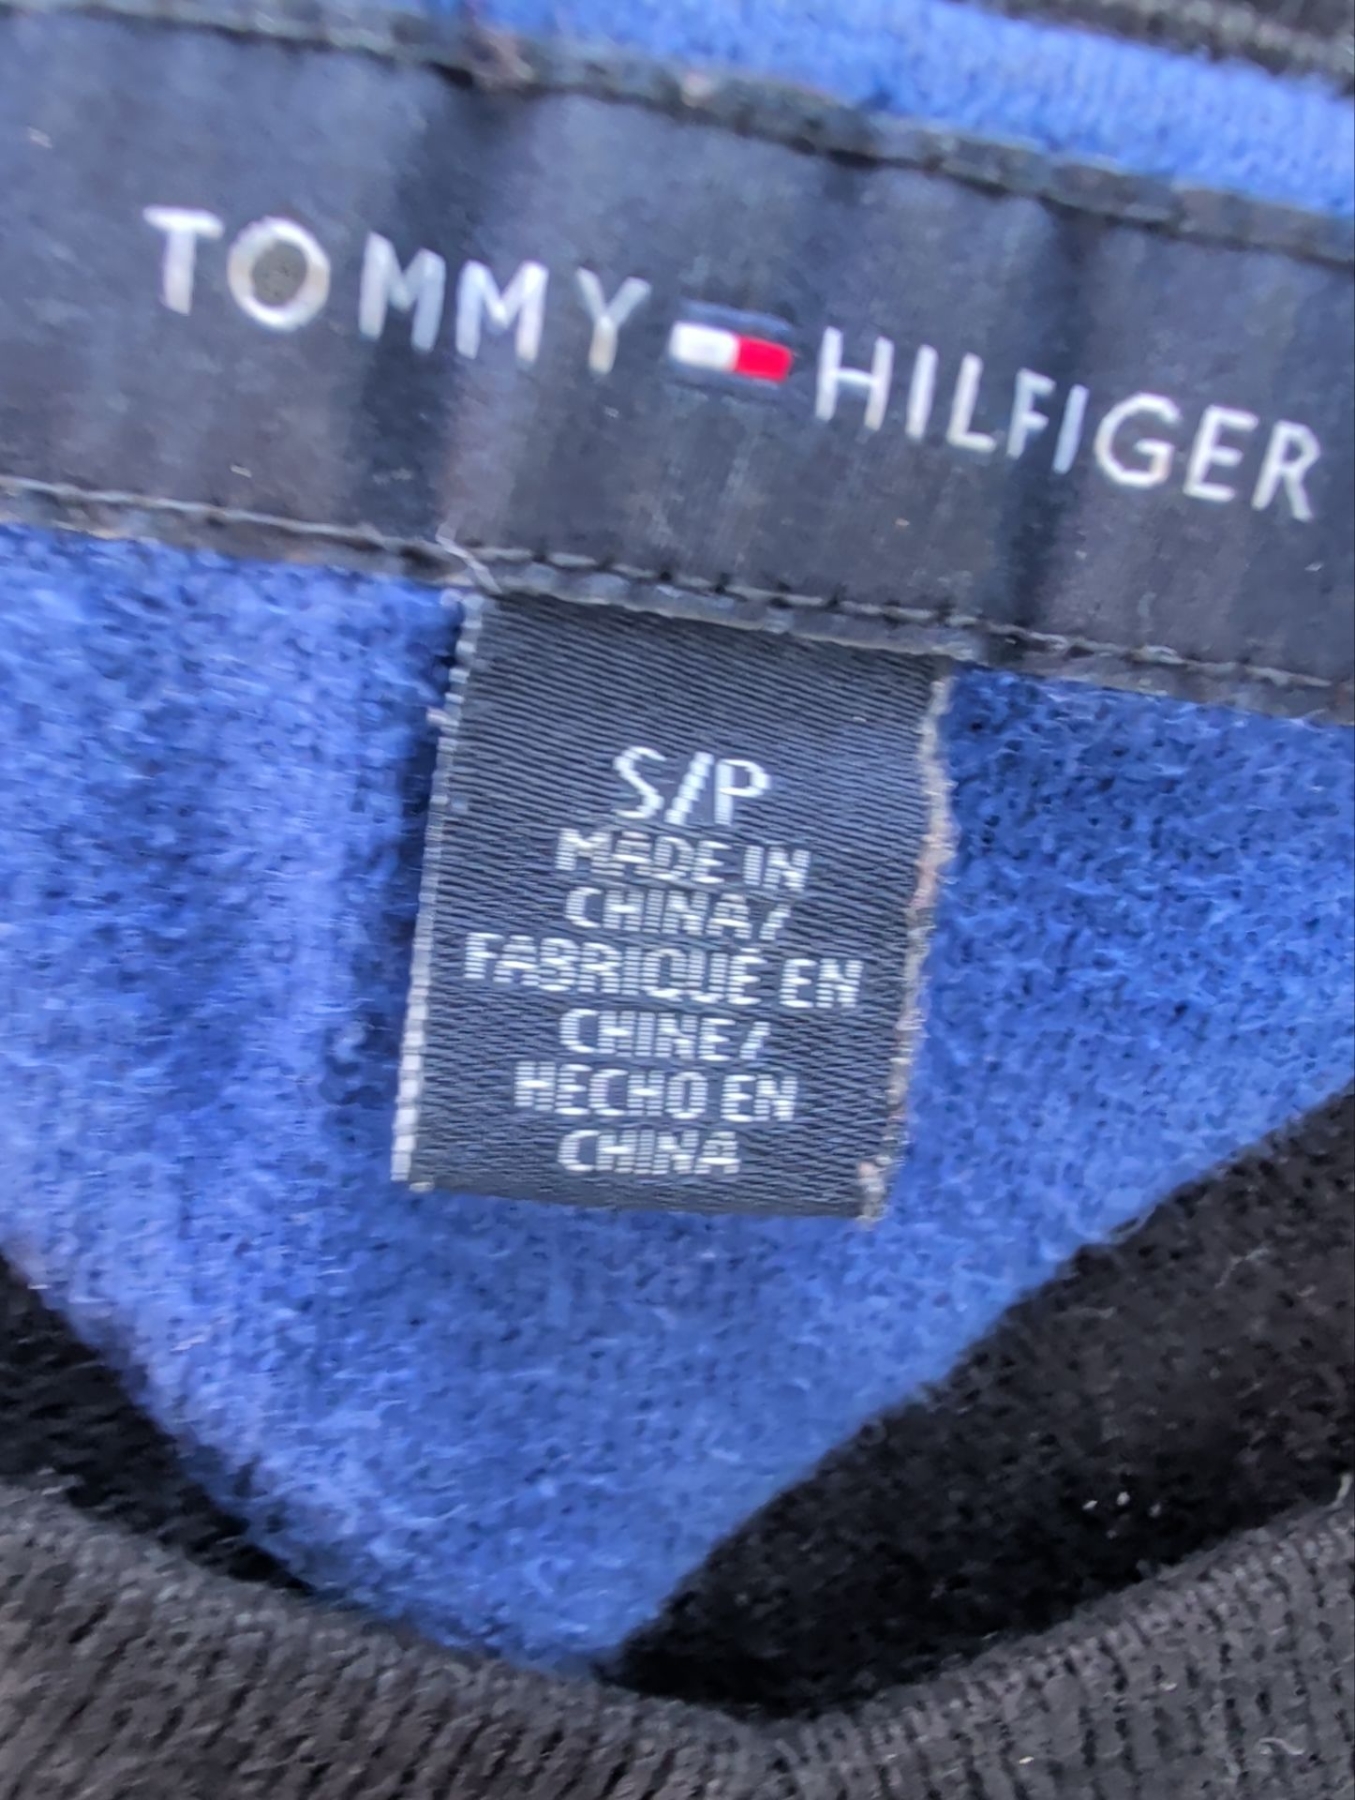 TOMMY HILFIGER
S/P
MADE IN
CHINA/
FABRIQUÉ EN
CHINE/
HECHO EN
CHINA